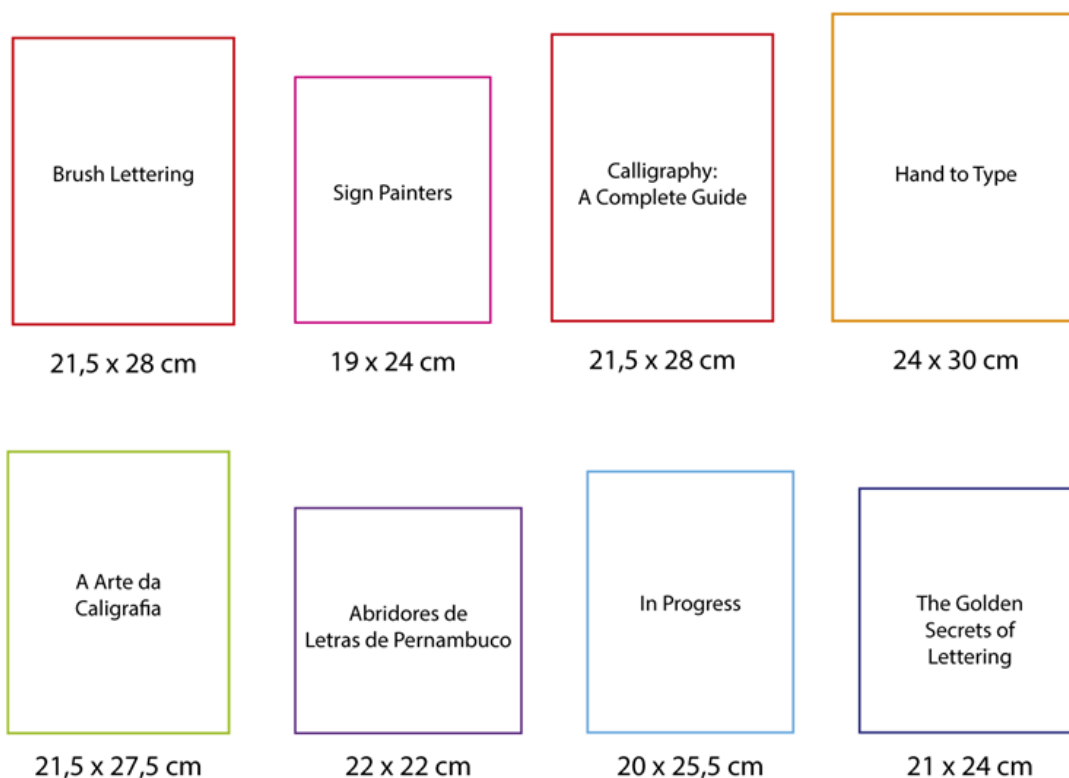 Brush Lettering
21,5 x 28 cm
Sign Painters
19 x 24 cm
Calligraphy:
A Complete Guide
21,5 x 28 cm
Hand to Type
24 x 30 cm
A Arte da
Caligrafia
21,5 x 27,5 cm
Abridores de
Letras de Pernambuco
22 x 22 cm
In Progress
20 x 25,5 cm
The Golden
Secrets of
Lettering
21 x 24 cm